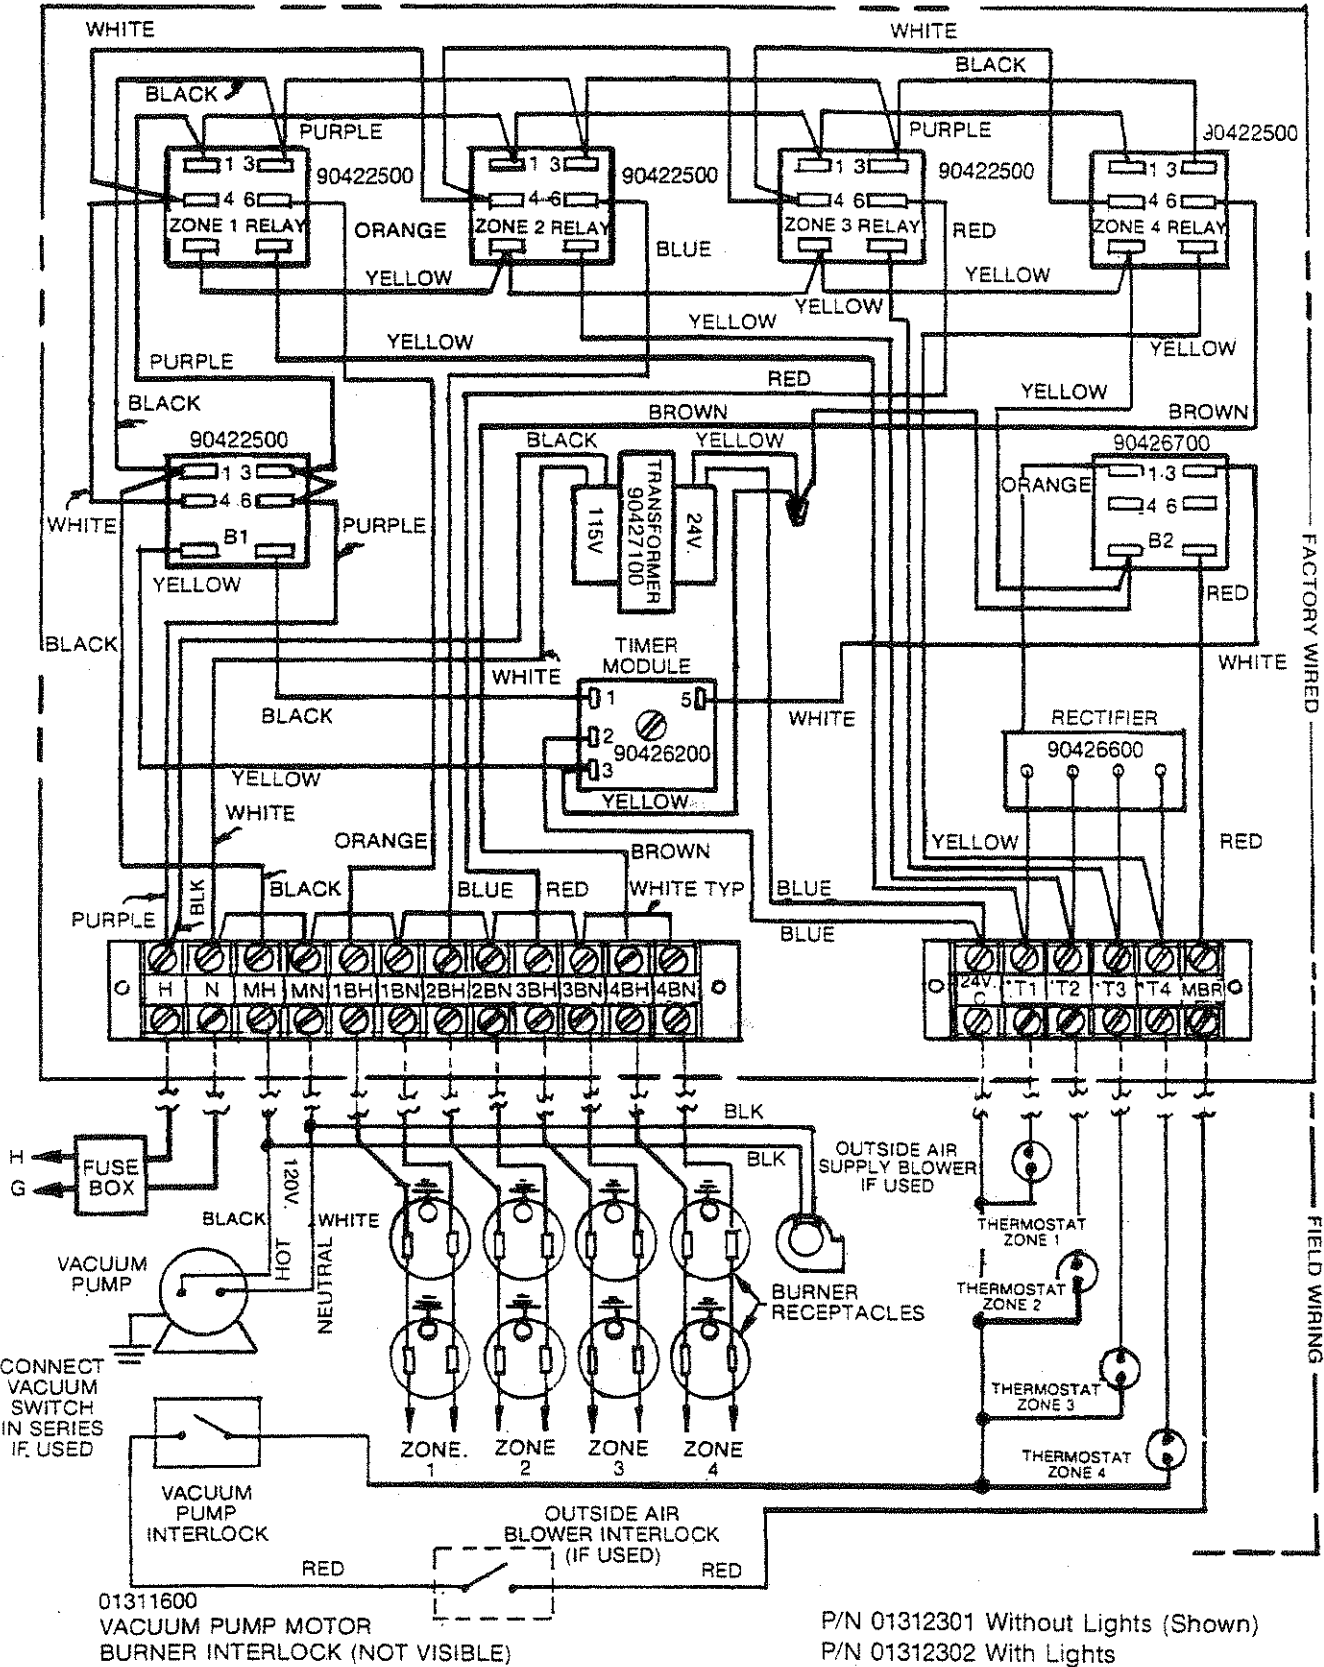 WHITE
WHITE
BLACK
BLACK
PURPLE
PURPLE
90422500
1 3
90422500
1 3
90422500
1 3
90422500
1 3
4 6
4 6
4 6
4 6
ZONE 1 RELAY
ORANGE
ZONE 2 RELAY
BLUE
ZONE 3 RELAY
RED
ZONE 4 RELAY
YELLOW
YELLOW
YELLOW
YELLOW
YELLOW
YELLOW
YELLOW
PURPLE
RED
YELLOW
BLACK
BROWN
BROWN
90422500
BLACK
YELLOW
90426700
1 3
4 6
B1
WHITE
PURPLE
YELLOW
115V
TRANSFORMER
90427100
24V.
ORANGE
1 3
4 6
B2
RED
FACTORY WIRED
BLACK
TIMER
MODULE
WHITE
WHITE
1
5
2
3
90426200
BLACK
WHITE
RECTIFIER
90426600
YELLOW
YELLOW
WHITE
ORANGE
BROWN
YELLOW
RED
BLACK
BLUE
RED
WHITE TYP
BLUE
PURPLE
BLK
BLUE
H
N
MH
MN
1BH
1BN
2BH
2BN
3BH
3BN
4BH
4BN
24V.
C
T1
T2
T3
T4
MBR
BLK
H
G
FUSE
BOX
120V.
BLK
OUTSIDE AIR
SUPPLY BLOWER
IF USED
BLACK
WHITE
HOT
NEUTRAL
THERMOSTAT
ZONE 1
FIELD WIRING
VACUUM
PUMP
BURNER
RECEPTACLES
THERMOSTAT
ZONE 2
CONNECT
VACUUM
SWITCH
IN SERIES
IF USED
THERMOSTAT
ZONE 3
ZONE.
1
ZONE
2
ZONE
3
ZONE
4
THERMOSTAT
ZONE 4
VACUUM
PUMP
INTERLOCK
OUTSIDE AIR
BLOWER INTERLOCK
(IF USED)
RED
RED
01311600
VACUUM PUMP MOTOR
BURNER INTERLOCK (NOT VISIBLE)
P/N 01312301 Without Lights (Shown)
P/N 01312302 With Lights